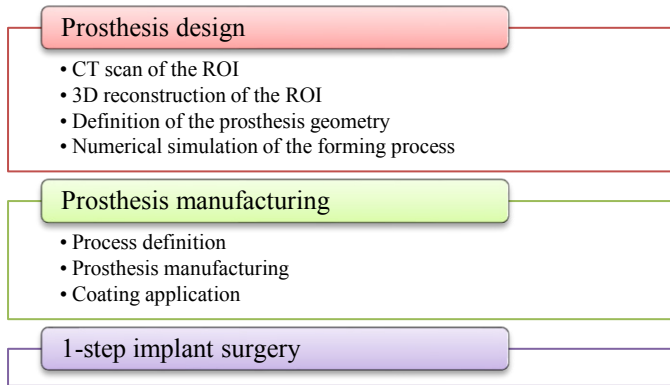 Prosthesis design
• CT scan of the ROI
• 3D reconstruction of the ROI
• Definition of the prosthesis geometry
• Numerical simulation of the forming process
Prosthesis manufacturing
• Process definition
• Prosthesis manufacturing
• Coating application
1-step implant surgery